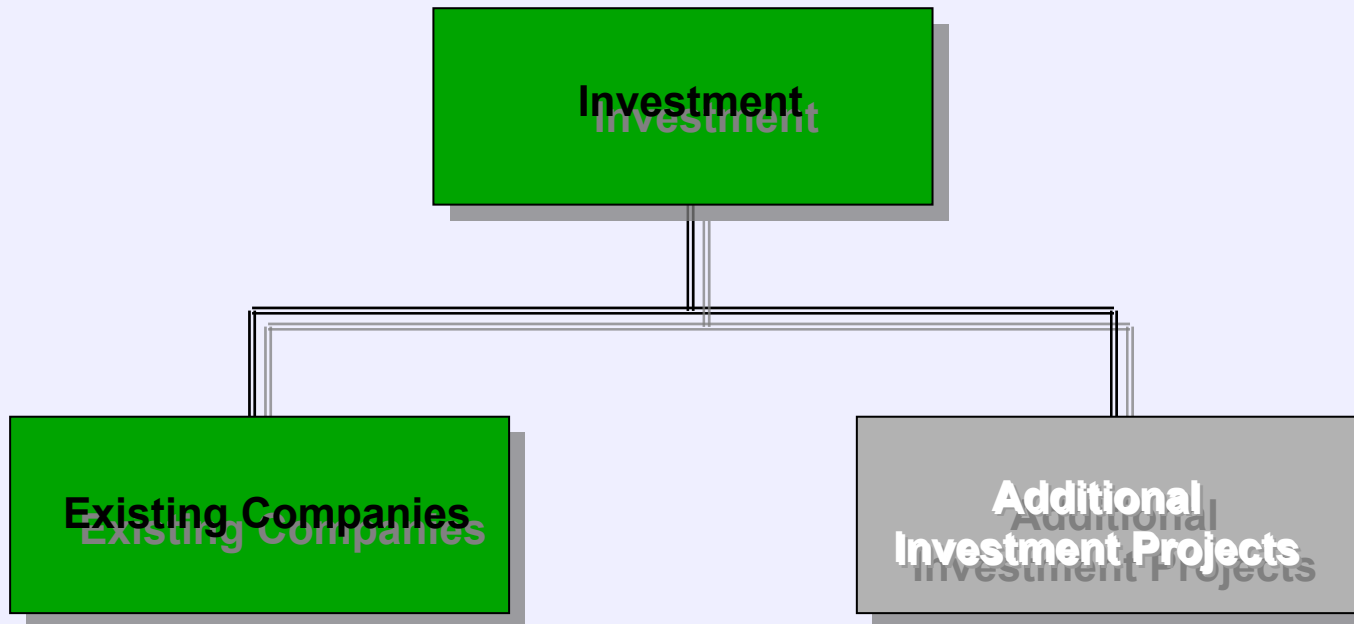 Investment
Existing Companies
Additional
Investment Projects